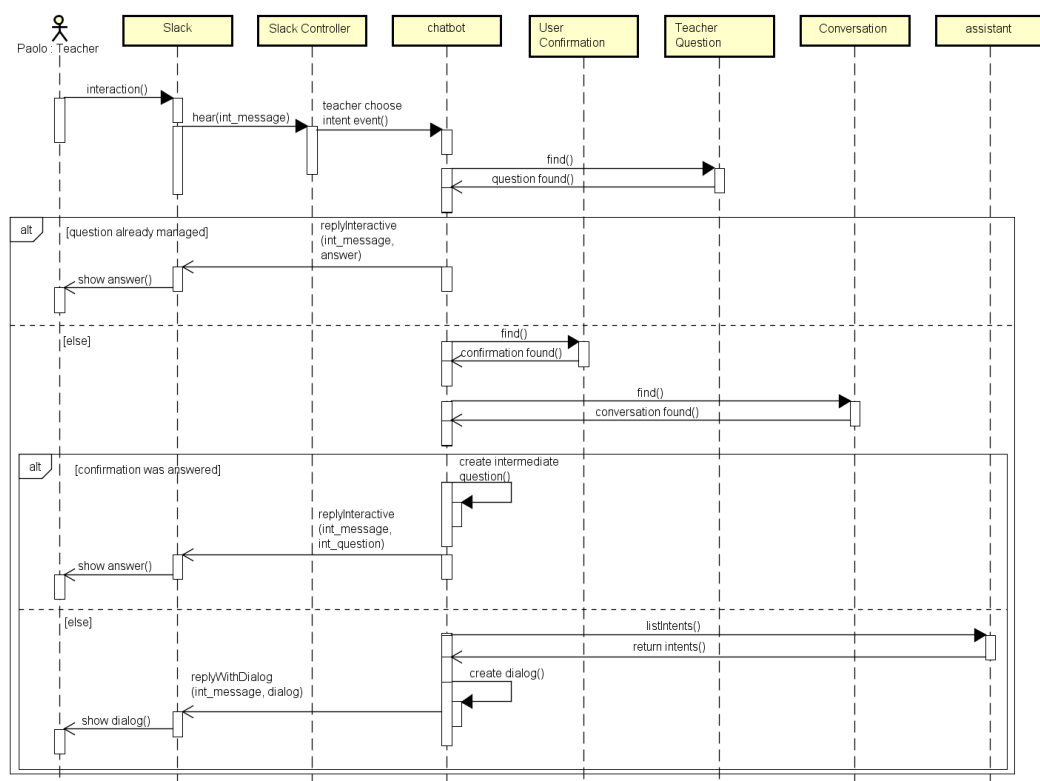 Paolo : Teacher
Slack
Slack Controller
chatbot
User
Confirmation
Teacher
Question
Conversation
assistant
interaction()
hear(int_message)
teacher choose
intent event()
find()
question found()
alt
[question already managed]
replyInteractive
(int_message,
answer)
show answer()
[else]
find()
confirmation found()
find()
conversation found()
alt
[confirmation was answered]
create intermediate
question()
replyInteractive
(int_message,
int_question)
show answer()
[else]
listIntents()
return intents()
create dialog()
replyWithDialog
(int_message, dialog)
show dialog()